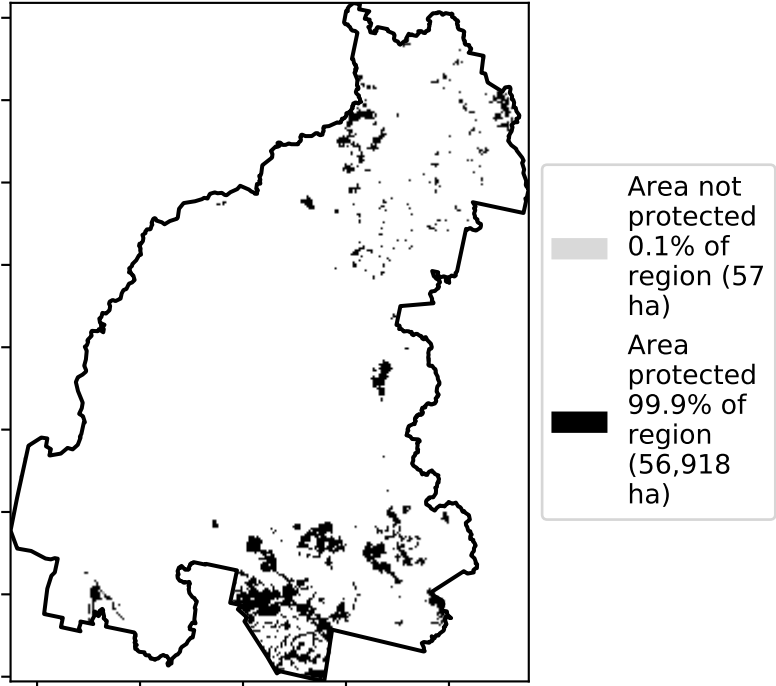 Area not
protected
0.1% of
region (57
ha)
Area
protected
99.9% of
region
(56,918
ha)